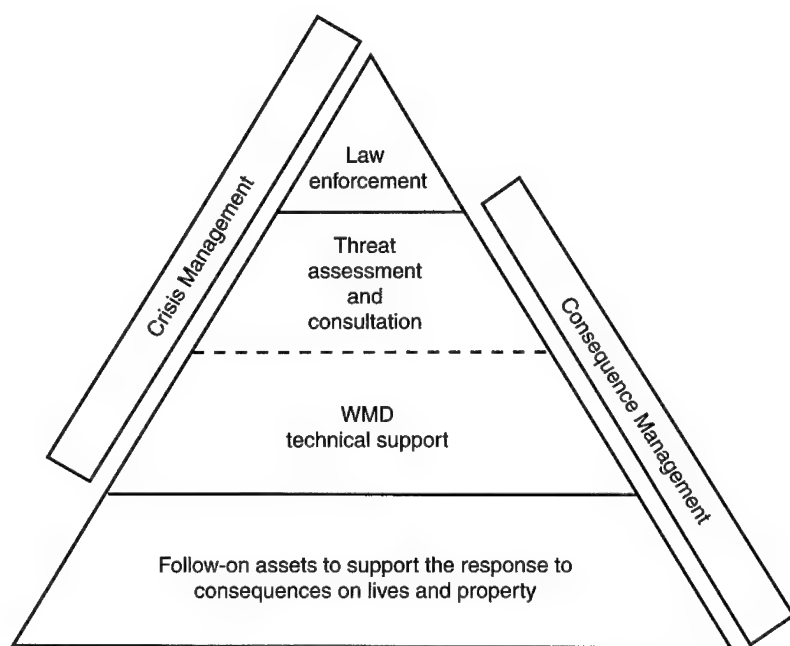 Law
enforcement
Crisis Management
Threat
assessment
and
consultation
Consequence Management
WMD
technical support
Follow-on assets to support the response to
consequences on lives and property